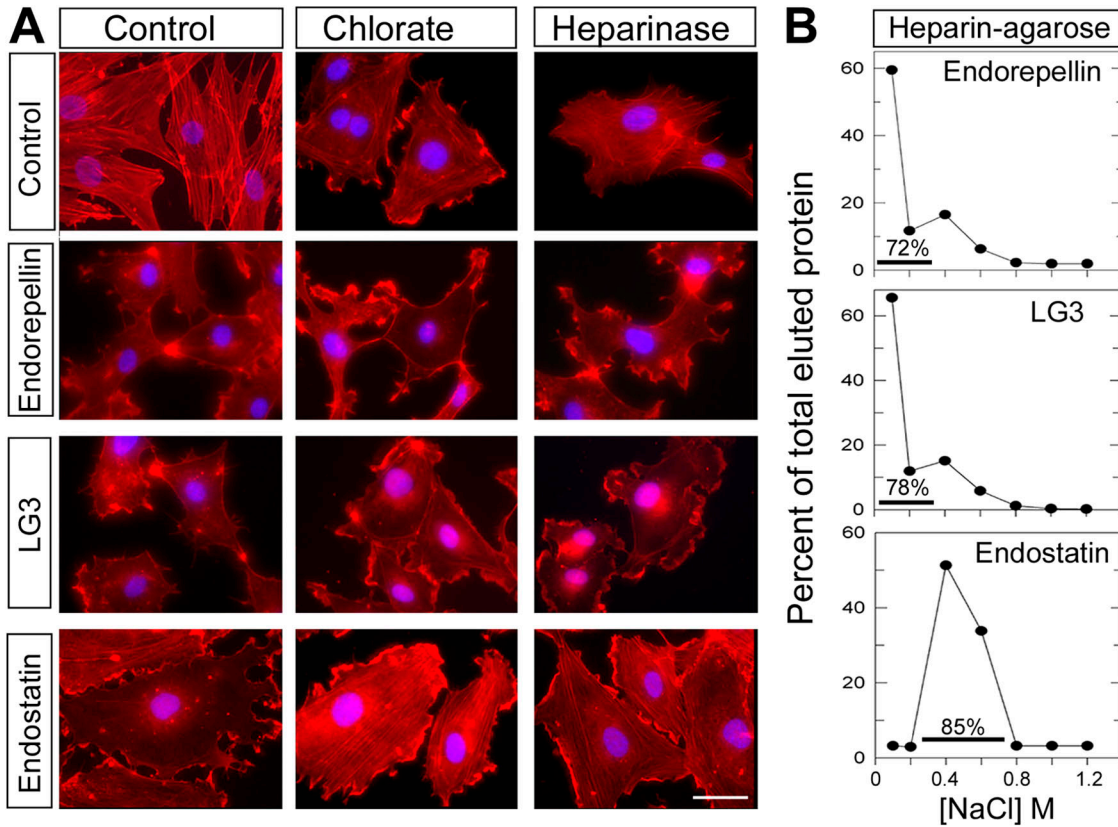 A
Control
Chlorate
Heparinase
Control
Endorepellin
LG3
Endostatin
B
Heparin-agarose
Percent of total eluted protein
Endorepellin
60
40
20
0
72%
LG3
60
40
20
0
78%
Endostatin
60
40
20
0
85%
0 0.4 0.8 1.2
[NaCl] M